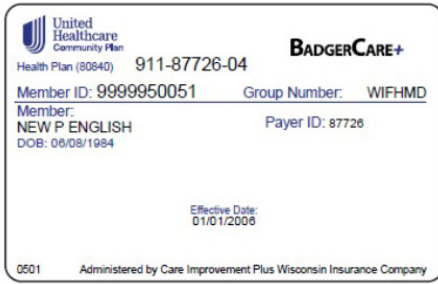 United
Healthcare
Community Plan
BADGERCARE+
Health Plan (80840) 911-87726-04
Member ID: 9999950051 Group Number: WIFHMD
Member:
NEW P ENGLISH Payer ID: 87726
DOB: 06/08/1984
Effective Date:
01/01/2006
0501 Administered by Care Improvement Plus Wisconsin Insurance Company